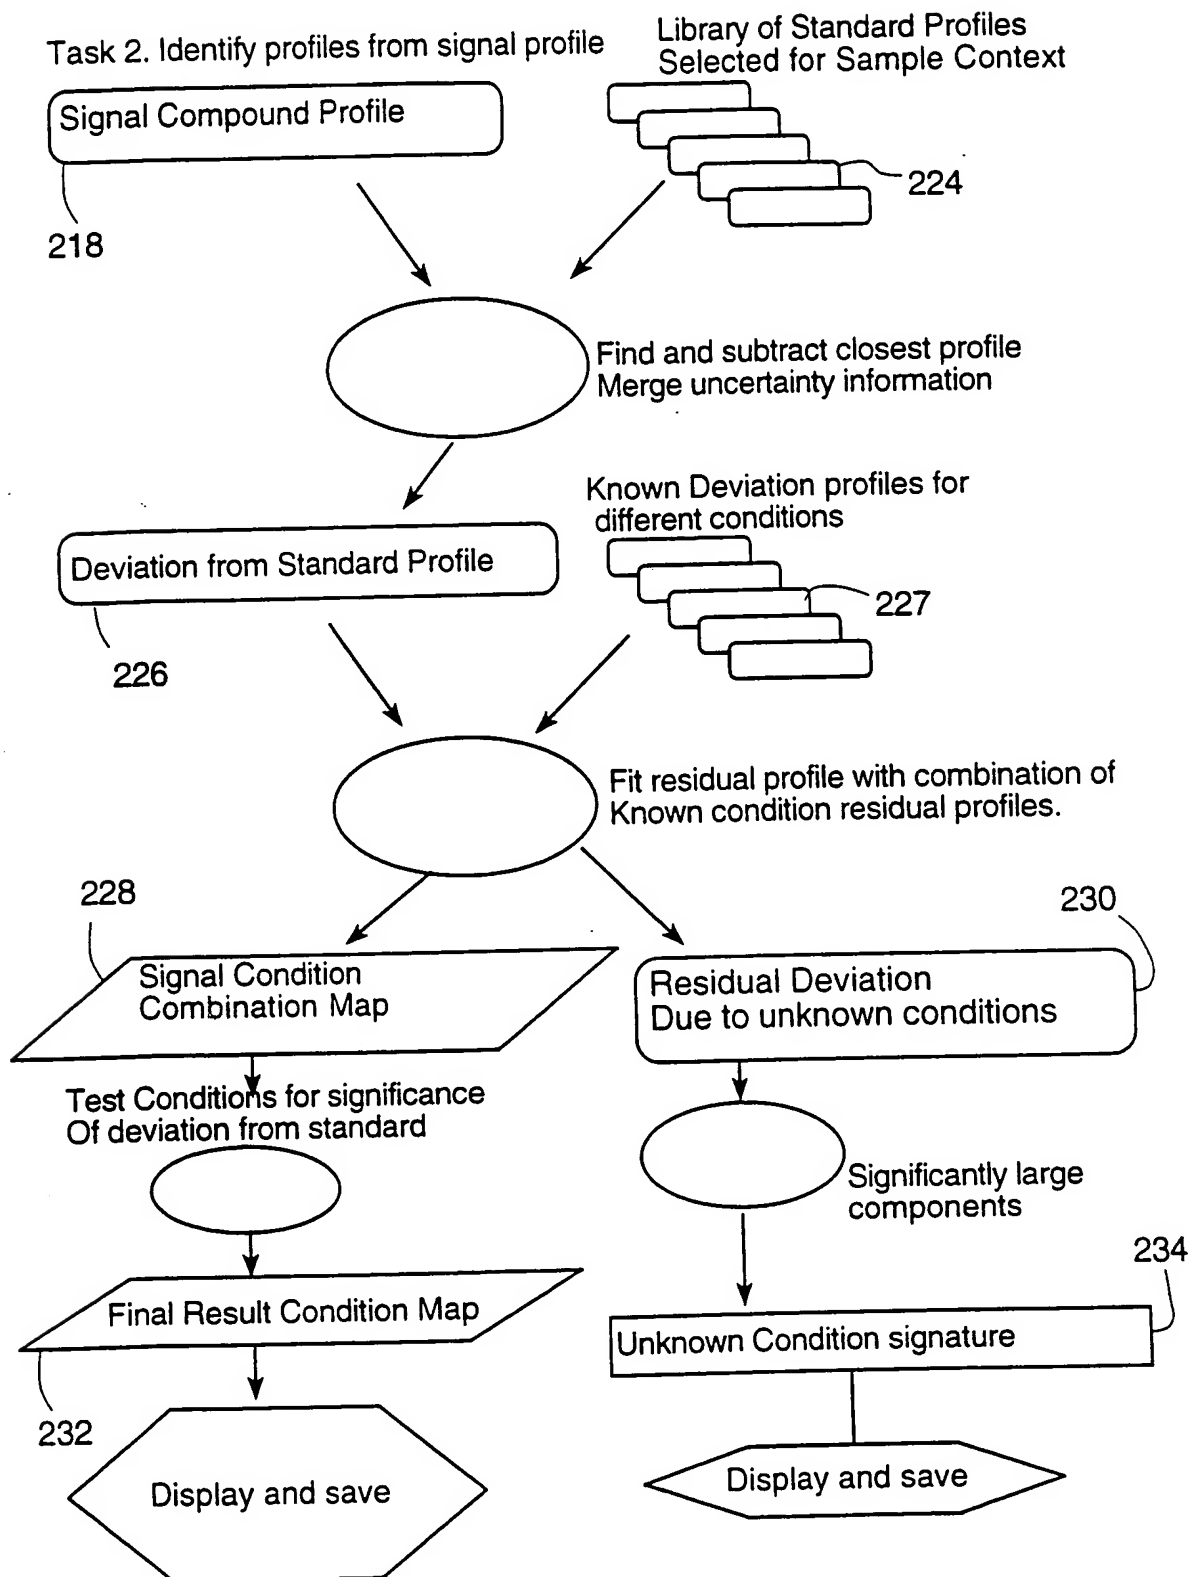 Task 2. Identify profiles from signal profile
Library of Standard Profiles
Selected for Sample Context
Signal Compound Profile
224
218
Find and subtract closest profile
Merge uncertainty information
Known Deviation profiles for
different conditions
Deviation from Standard Profile
227
226
Fit residual profile with combination of
Known condition residual profiles.
228
230
Signal Condition
Combination Map
Residual Deviation
Due to unknown conditions
Test Conditions for significance
Of deviation from standard
Significantly large
components
234
Final Result Condition Map
Unknown Condition signature
232
Display and save
Display and save